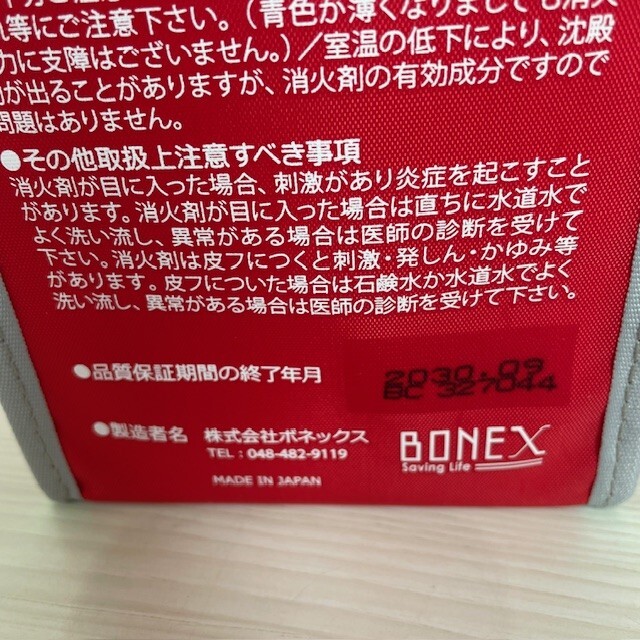 れ等にご注意下さい。(青色が薄くなりましても消火
力に支障はございません。)/室温の低下により、沈殿
物が出ることがありますが、消火剤の有効成分ですので
問題はありません。
●その他取扱上注意すべき事項
消火剤が目に入った場合、刺激があり炎症を起こすこと
があります。消火剤が目に入った場合は直ちに水道水で
よく洗い流し、異常がある場合は医師の診断を受けて
下さい。消火剤は皮フにつくと刺激・発しん・かゆみ等
があります。皮フについた場合は石鹸水か水道水でよく
洗い流し、異常がある場合は医師の診断を受けて下さい。
●品質保証期間の終了年月
2030.09
BC 327044
●製造者名 株式会社ボネックス
TEL:048-482-9119
BONEX
Saving Life
MADE IN JAPAN